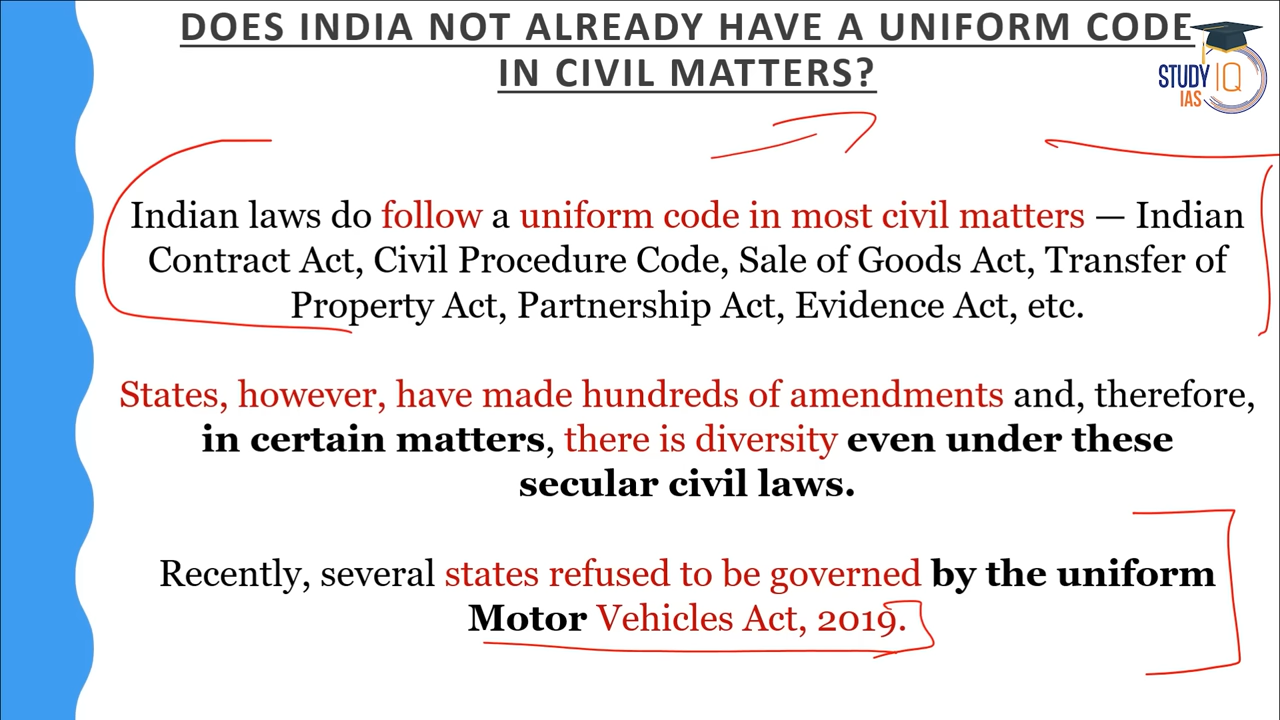 DOES INDIA NOT ALREADY HAVE A UNIFORM CODE
IN CIVIL MATTERS?
STUDY IQ
IAS
Indian laws do follow a uniform code in most civil matters — Indian
Contract Act, Civil Procedure Code, Sale of Goods Act, Transfer of
Property Act, Partnership Act, Evidence Act, etc.
States, however, have made hundreds of amendments and, therefore,
in certain matters, there is diversity even under these
secular civil laws.
Recently, several states refused to be governed by the uniform
Motor Vehicles Act, 2019.